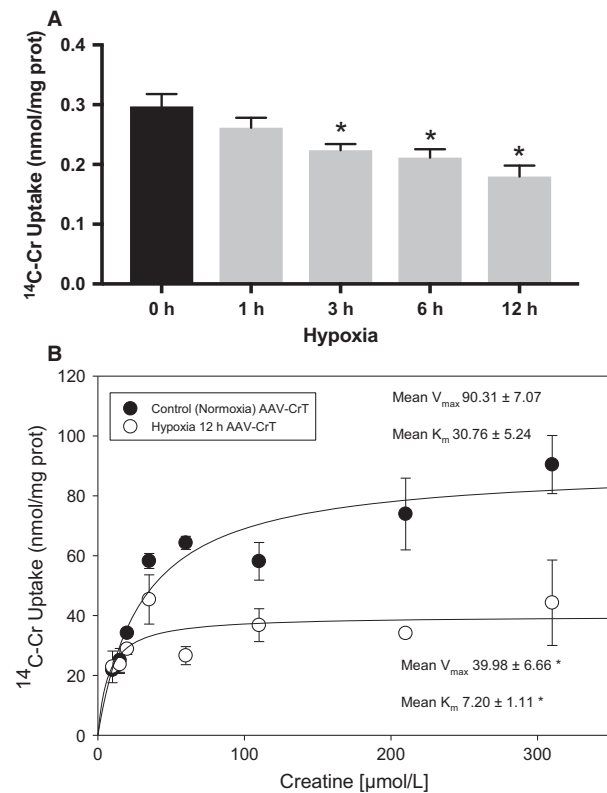 A
¹⁴C-Cr Uptake (nmol/mg prot)
0.4
0.3
0.2
0.1
0.0
* * *
0 h 1 h 3 h 6 h 12 h
Hypoxia
B
¹⁴C-Cr Uptake (nmol/mg prot)
120
100
80
60
40
20
0
Control (Normoxia) AAV-CrT
Hypoxia 12 h AAV-CrT
Mean Vmax 90.31 ± 7.07
Mean Km 30.76 ± 5.24
Mean Vmax 39.98 ± 6.66 *
Mean Km 7.20 ± 1.11 *
0 100 200 300
Creatine [µmol/L]